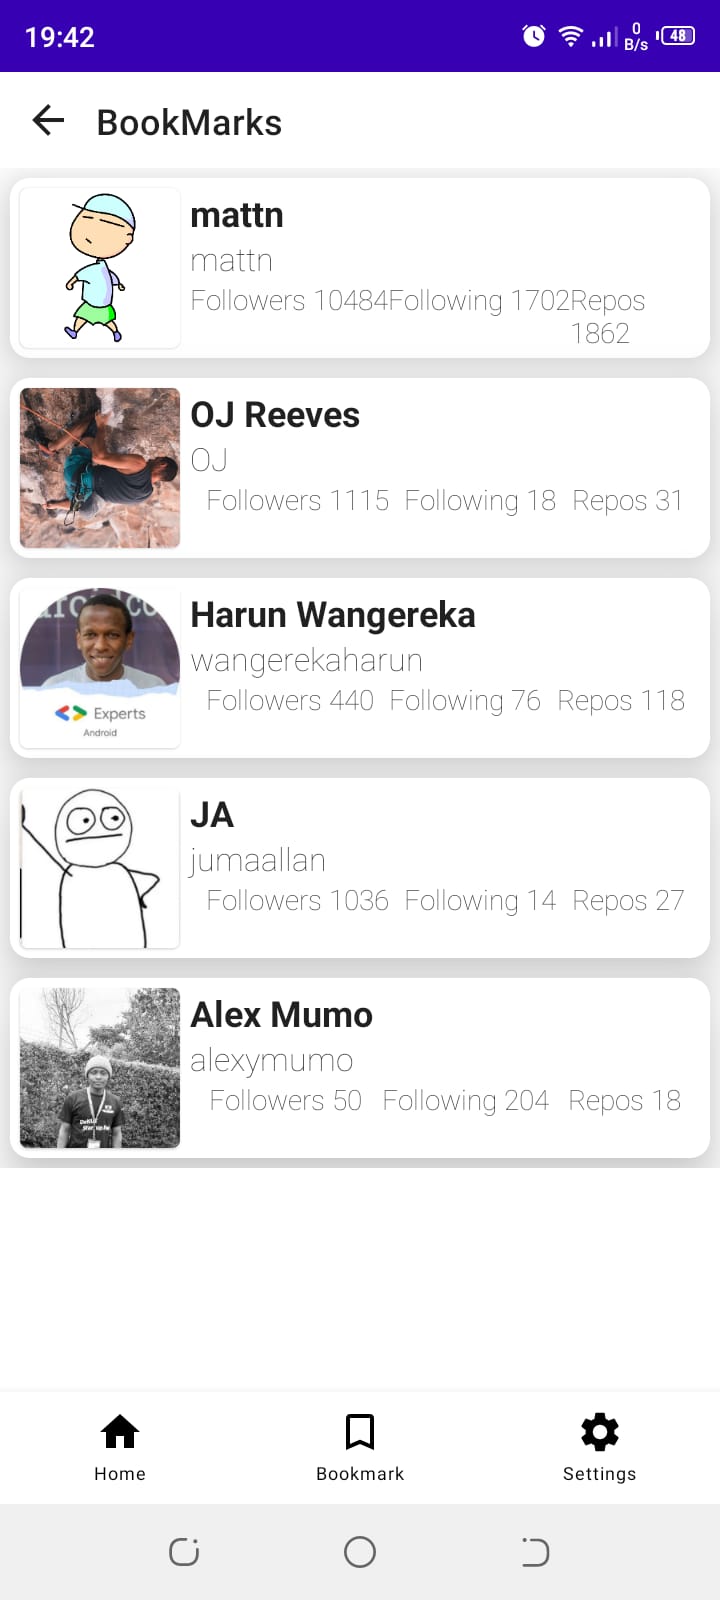 19:42
0
B/s
48
BookMarks
mattn
mattn
Followers 10484Following 1702Repos
1862
OJ Reeves
OJ
Followers 1115 Following 18 Repos 31
Harun Wangereka
wangerekaharun
Followers 440 Following 76 Repos 118
Experts
Android
JA
jumaallan
Followers 1036 Following 14 Repos 27
Alex Mumo
alexymumo
Followers 50 Following 204 Repos 18
Home Bookmark Settings